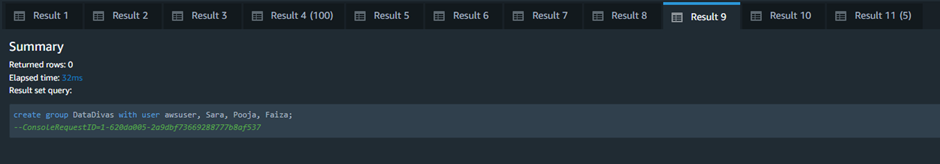 Result 1 Result 2 Result 3 Result 4 (100) Result 5 Result 6 Result 7 Result 8 Result 9 Result 10 Result 11 (5)
Summary
Returned rows: 0
Elapsed time: 32ms
Result set query:
create group DataDivas with user awsuser, Sara, Pooja, Faiza;
--ConsoleRequestID=1-620da005-2a9dbf73669288777b8af537